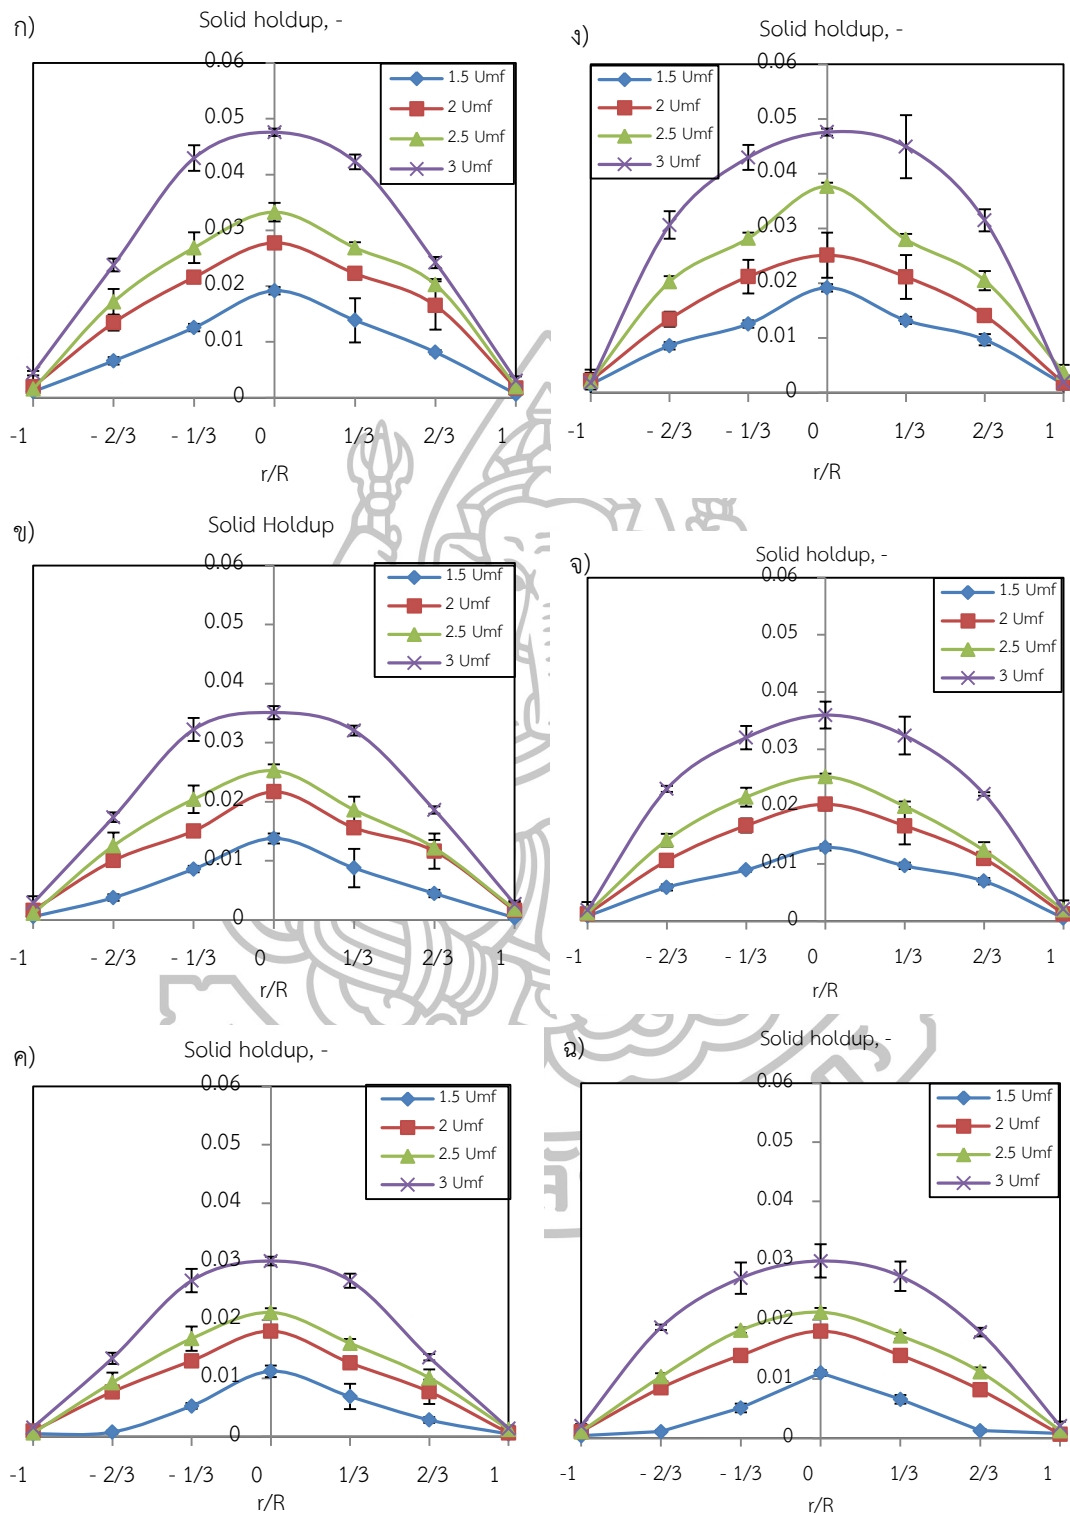 ก)
Solid holdup, -
0.06
0.05
0.04
0.03
0.02
0.01
0
1.5 Umf
2 Umf
2.5 Umf
3 Umf
-1 - 2/3 - 1/3 0 1/3 2/3 1
r/R
ง)
Solid holdup, -
0.06
0.05
0.04
0.03
0.02
0.01
0
1.5 Umf
2 Umf
2.5 Umf
3 Umf
-1 - 2/3 - 1/3 0 1/3 2/3 1
r/R
ข)
Solid Holdup
0.06
0.05
0.04
0.03
0.02
0.01
0
1.5 Umf
2 Umf
2.5 Umf
3 Umf
-1 - 2/3 - 1/3 0 1/3 2/3 1
r/R
จ)
Solid holdup, -
0.06
0.05
0.04
0.03
0.02
0.01
0
1.5 Umf
2 Umf
2.5 Umf
3 Umf
-1 - 2/3 - 1/3 0 1/3 2/3 1
r/R
ค)
Solid holdup, -
0.06
0.05
0.04
0.03
0.02
0.01
0
1.5 Umf
2 Umf
2.5 Umf
3 Umf
-1 - 2/3 - 1/3 0 1/3 2/3 1
r/R
ฉ)
Solid holdup, -
0.06
0.05
0.04
0.03
0.02
0.01
0
1.5 Umf
2 Umf
2.5 Umf
3 Umf
-1 - 2/3 - 1/3 0 1/3 2/3 1
r/R